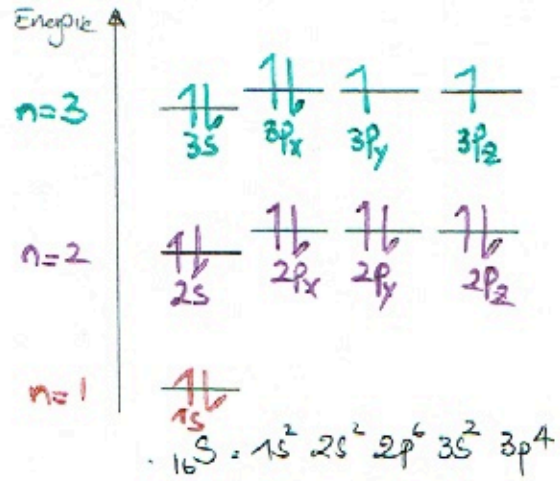 Energie
n=3
3s 3px 3py 3pz
n=2
2s 2px 2py 2pz
n=1
1s
₁₆S : 1s² 2s² 2p⁶ 3s² 3p⁴